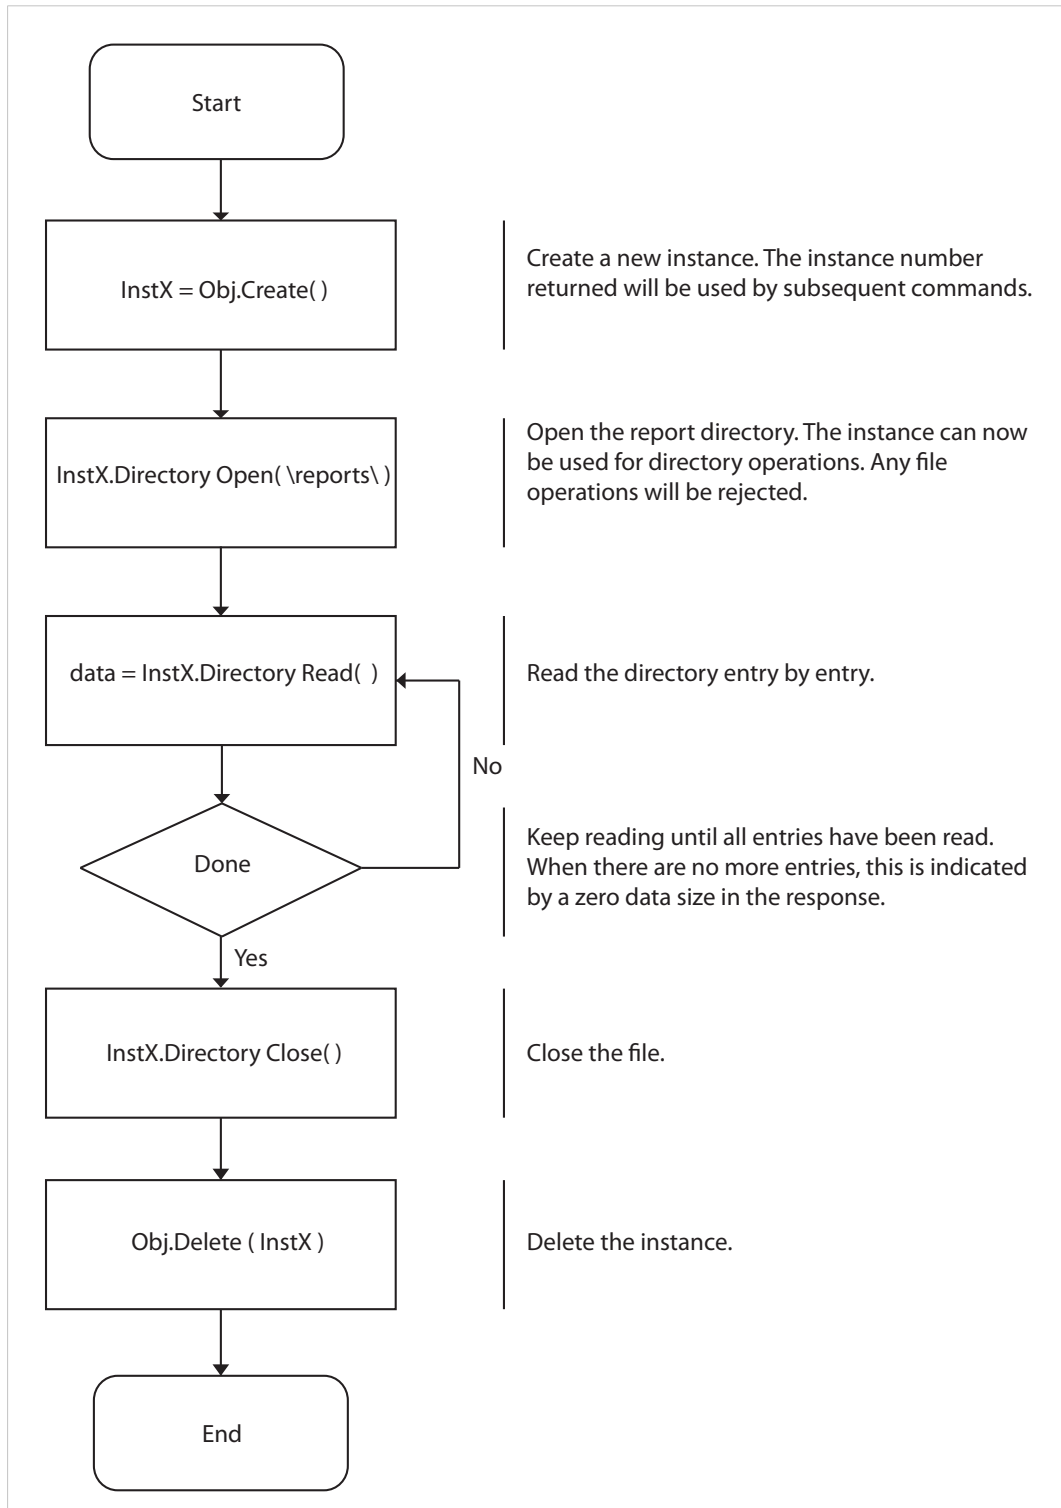 Start
InstX = Obj.Create( )
Create a new instance. The instance number
returned will be used by subsequent commands.
InstX.Directory Open( \reports\ )
Open the report directory. The instance can now
be used for directory operations. Any file
operations will be rejected.
data = InstX.Directory Read(  )
Read the directory entry by entry.
No
Done
Keep reading until all entries have been read.
When there are no more entries, this is indicated
by a zero data size in the response.
Yes
InstX.Directory Close( )
Close the file.
Obj.Delete ( InstX )
Delete the instance.
End